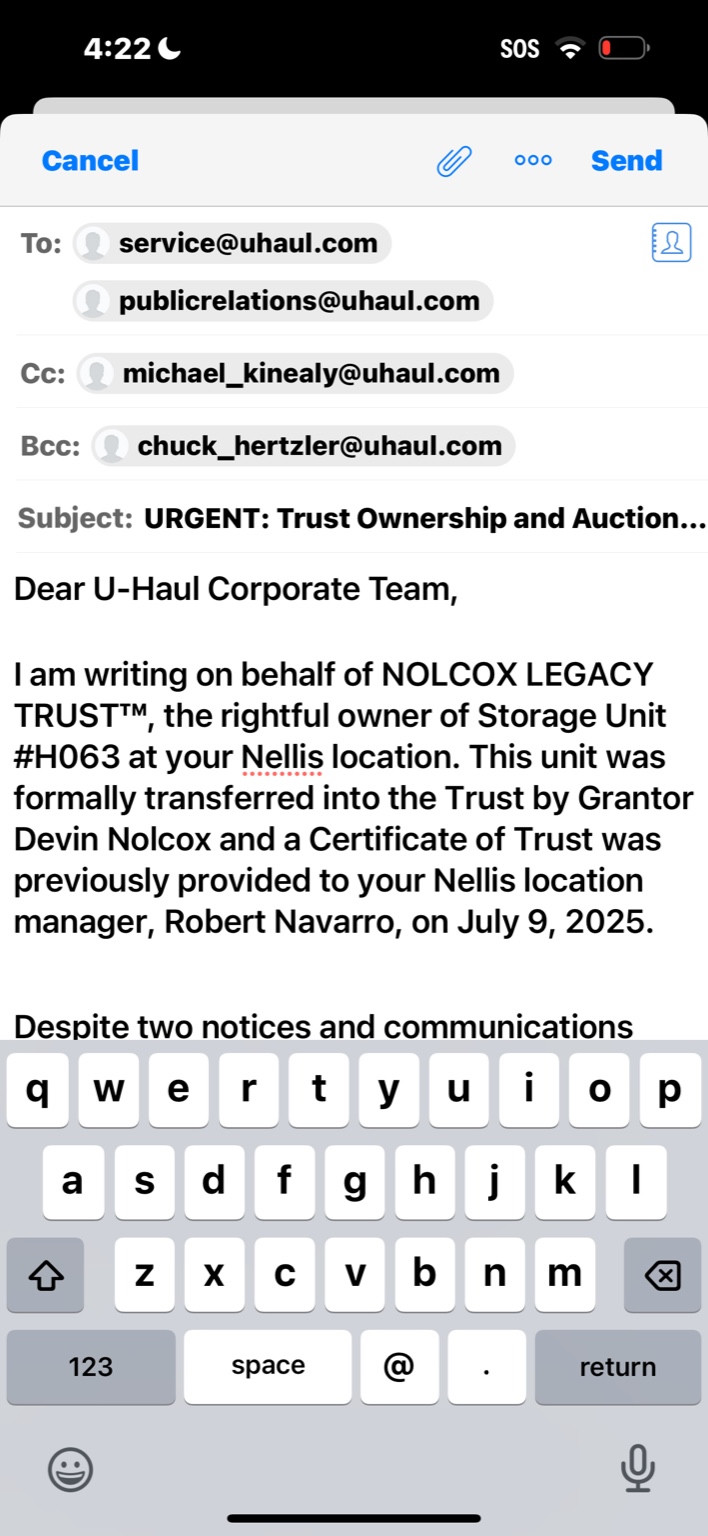 4:22 SOS
Cancel Send
To: service@uhaul.com
publicrelations@uhaul.com
Cc: michael_kinealy@uhaul.com
Bcc: chuck_hertzler@uhaul.com
Subject: URGENT: Trust Ownership and Auction...
Dear U-Haul Corporate Team,
I am writing on behalf of NOLCOX LEGACY
TRUST™, the rightful owner of Storage Unit
#H063 at your Nellis location. This unit was
formally transferred into the Trust by Grantor
Devin Nolcox and a Certificate of Trust was
previously provided to your Nellis location
manager, Robert Navarro, on July 9, 2025.
Despite two notices and communications
q w e r t y u i o p
a s d f g h j k l
z x c v b n m
123 space @ . return